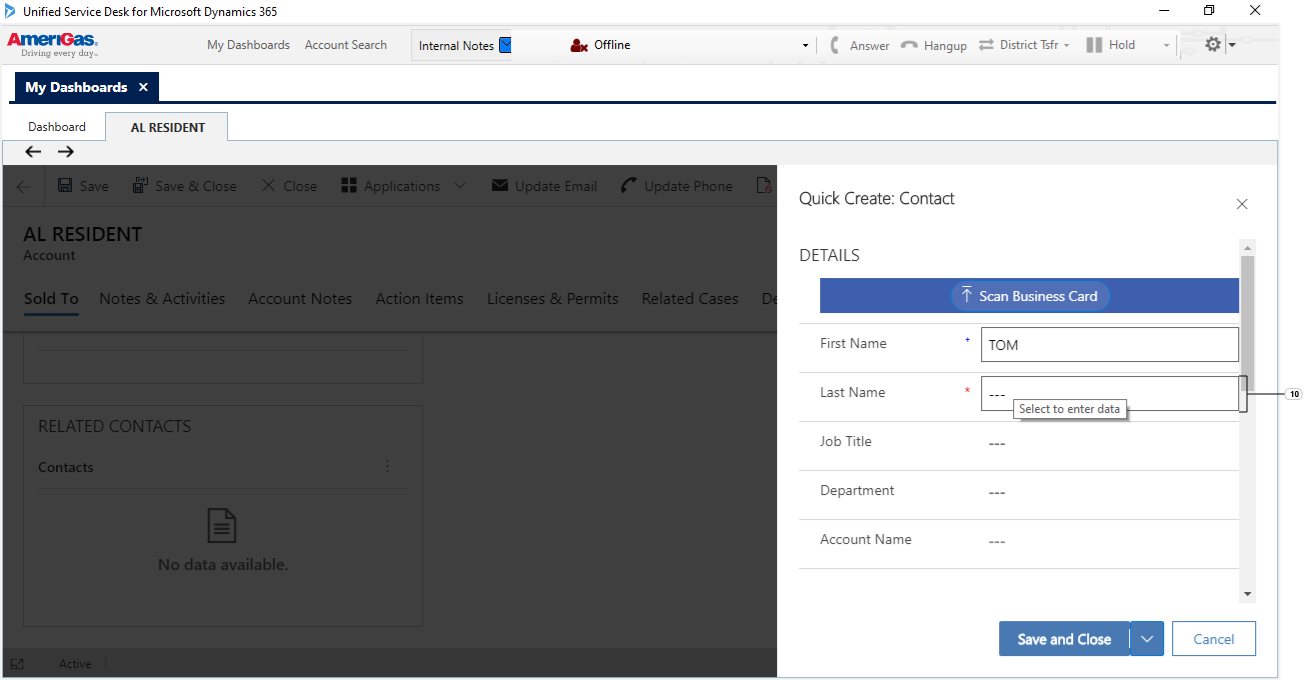 Unified Service Desk for Microsoft Dynamics 365
AmeriGas
Driving every day...
My Dashboards Account Search Internal Notes Offline Answer Hangup District Tsfr Hold
My Dashboards
Dashboard AL RESIDENT
Save Save & Close Close Applications Update Email Update Phone
AL RESIDENT
Account
Sold To Notes & Activities Account Notes Action Items Licenses & Permits Related Cases De
RELATED CONTACTS
Contacts
No data available.
Active
Quick Create: Contact
DETAILS
Scan Business Card
First Name + TOM
Last Name * ---
Select to enter data
10
Job Title ---
Department ---
Account Name ---
Save and Close Cancel